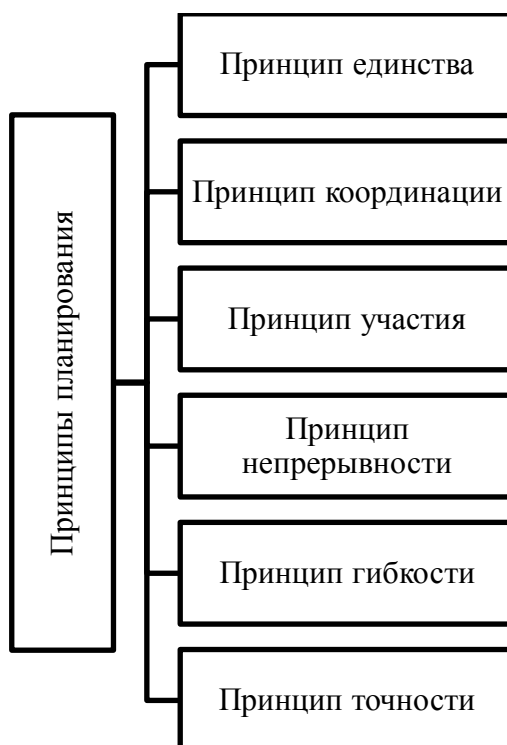 Принципы планирования
Принцип единства
Принцип координации
Принцип участия
Принцип
непрерывности
Принцип гибкости
Принцип точности